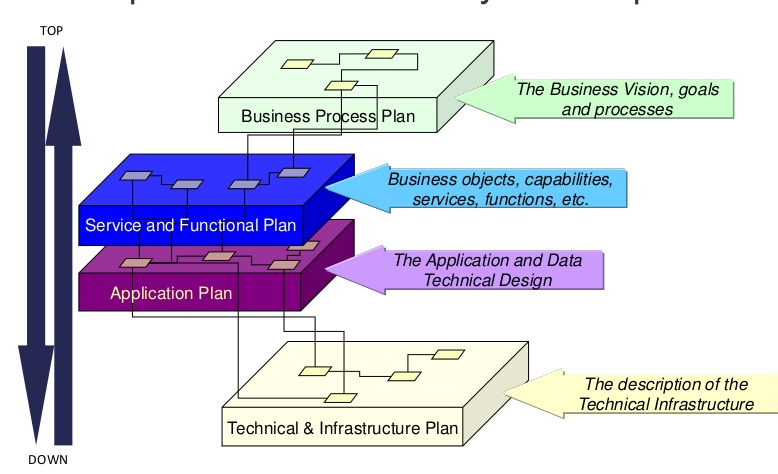 TOP
The Business Vision, goals
and processes
Business Process Plan
Business objects, capabilities,
services, functions, etc.
Service and Functional Plan
The Application and Data
Technical Design
Application Plan
The description of the
Technical Infrastructure
Technical & Infrastructure Plan
DOWN